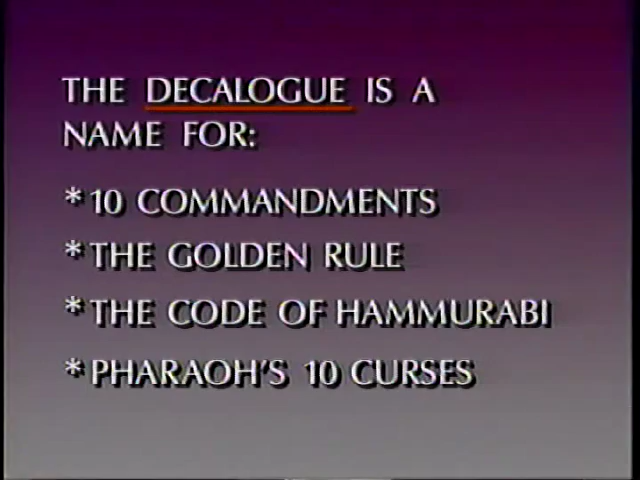 THE DECALOGUE IS A
NAME FOR:
*10 COMMANDMENTS
*THE GOLDEN RULE
*THE CODE OF HAMMURABI
*PHARAOH'S 10 CURSES